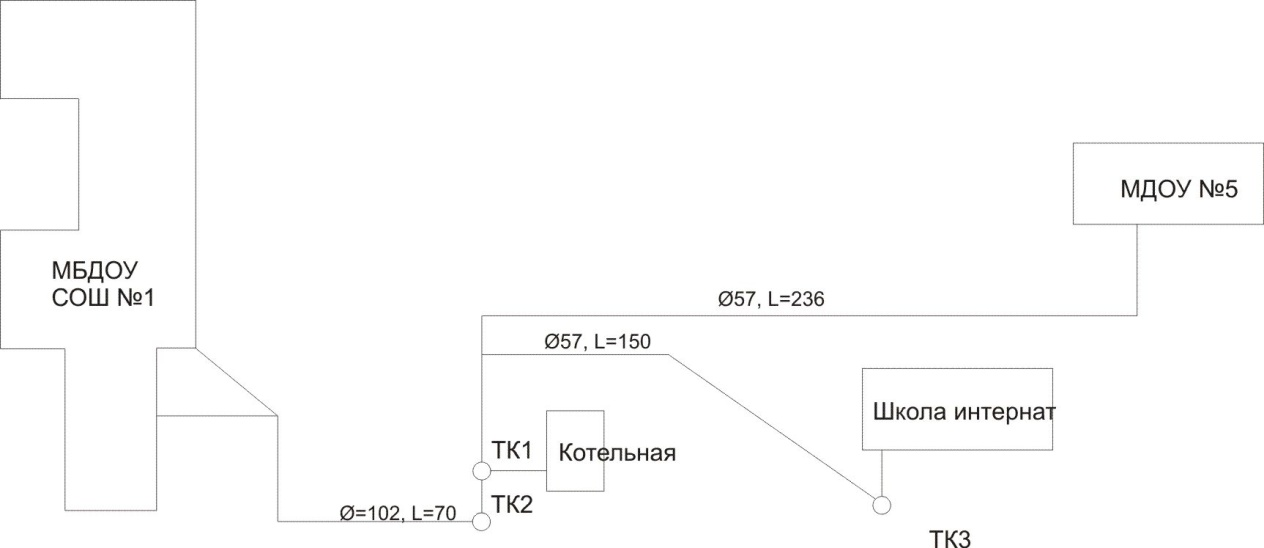 МДОУ №5
МБДОУ
СОШ №1
Ø57, L=236
Ø57, L=150
Школа интернат
ТК1
Котельная
ТК2
Ø=102, L=70
ТК3